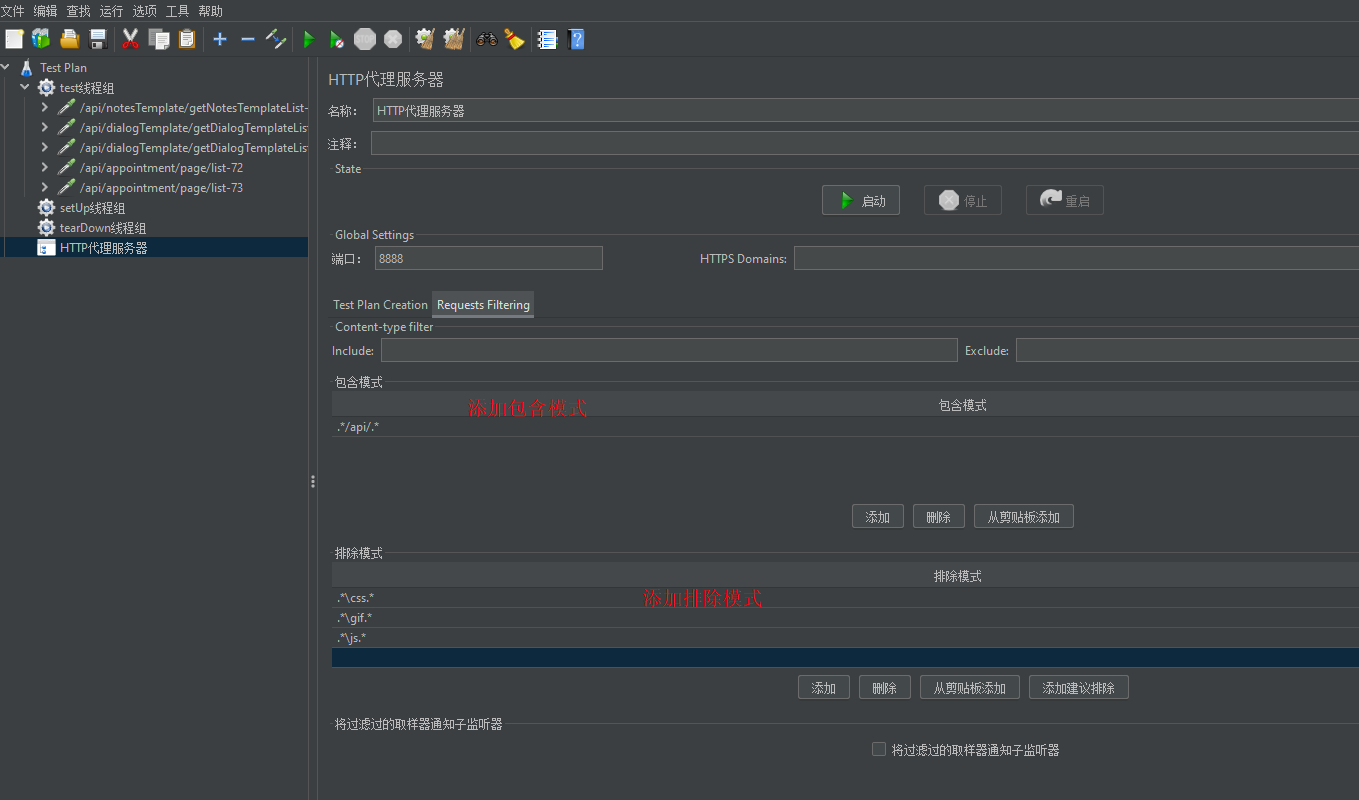 文件 编辑 查找 运行 选项 工具 帮助
Test Plan
test线程组
/api/notesTemplate/getNotesTemplateList-
/api/dialogTemplate/getDialogTemplateLis
/api/dialogTemplate/getDialogTemplateLis
/api/appointment/page/list-72
/api/appointment/page/list-73
setUp线程组
tearDown线程组
HTTP代理服务器
HTTP代理服务器
名称： HTTP代理服务器
注释：
State
启动 停止 重启
Global Settings
端口： 8888 HTTPS Domains:
Test Plan Creation Requests Filtering
Content-type filter
Include: Exclude:
包含模式
添加包含模式 包含模式
.*/api/.*
添加 删除 从剪贴板添加
排除模式
排除模式
.*\css.* 添加排除模式
.*\gif.*
.*\js.*
添加 删除 从剪贴板添加 添加建议排除
将过滤过的取样器通知子监听器
将过滤过的取样器通知子监听器